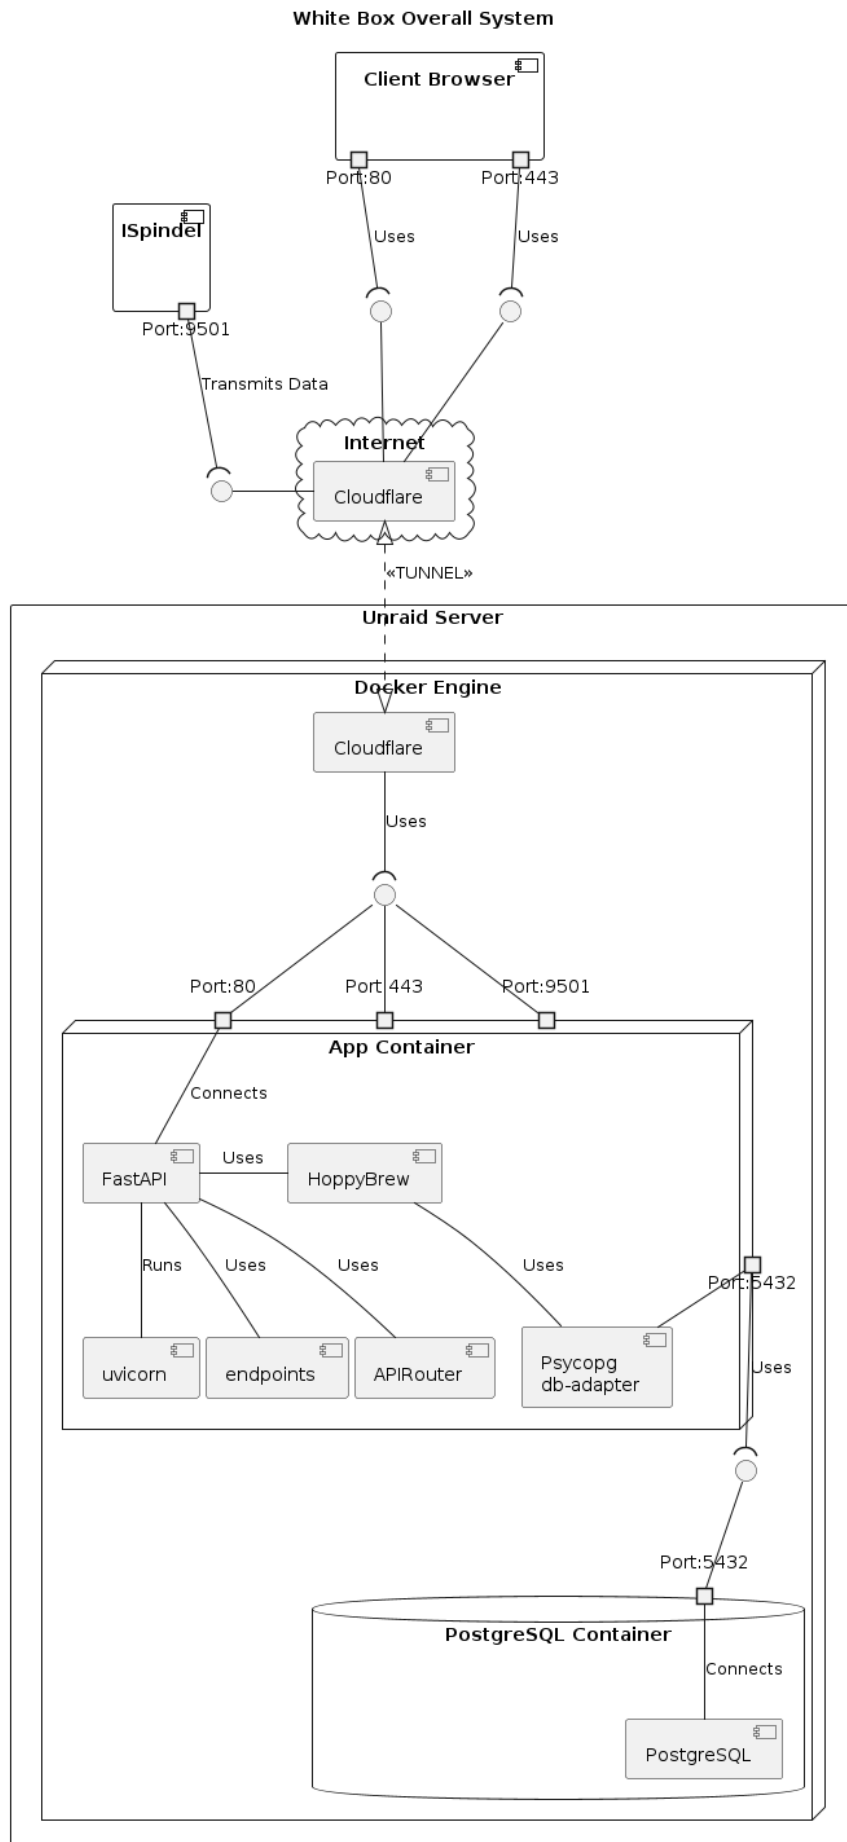 White Box Overall System
Client Browser
Port:80
Port:443
ISpindel
Uses
Uses
Port:9501
Transmits Data
Internet
Cloudflare
«TUNNEL»
Unraid Server
Docker Engine
Cloudflare
Uses
Port:80
Port 443
Port:9501
App Container
Connects
FastAPI
Uses
HoppyBrew
Runs
Uses
Uses
Uses
Port:5432
uvicorn
endpoints
APIRouter
Psycopg
db-adapter
Uses
Port:5432
PostgreSQL Container
Connects
PostgreSQL